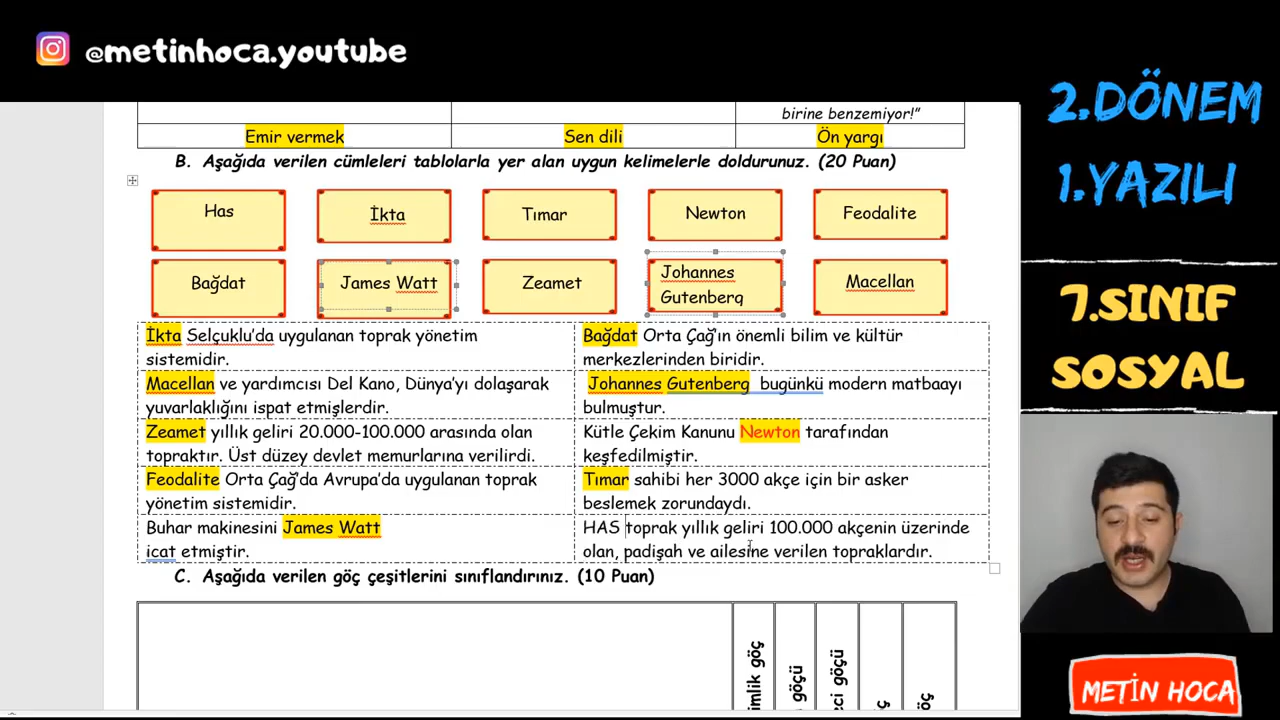 @metinhoca.youtube
birine benzemiyor!"
Emir vermek
Sen dili
Ön yargı
B. Aşağıda verilen cümleleri tablolarla yer alan uygun kelimelerle doldurunuz. (20 Puan)
Has
İkta
Tımar
Newton
Feodalite
Bağdat
James Watt
Zeamet
Johannes
Gutenberg
Macellan
İkta Selçuklu'da uygulanan toprak yönetim
sistemidir.
Bağdat Orta Çağ'ın önemli bilim ve kültür
merkezlerinden biridir.
Macellan ve yardımcısı Del Kano, Dünya'yı dolaşarak
yuvarlaklığını ispat etmişlerdir.
Johannes Gutenberg bugünkü modern matbaayı
bulmuştur.
Zeamet yıllık geliri 20.000-100.000 arasında olan
topraktır. Üst düzey devlet memurlarına verilirdi.
Kütle Çekim Kanunu Newton tarafından
keşfedilmiştir.
Feodalite Orta Çağ'da Avrupa'da uygulanan toprak
yönetim sistemidir.
Tımar sahibi her 3000 akçe için bir asker
beslemek zorundaydı.
Buhar makinesini James Watt
icat etmiştir.
HAS toprak yıllık geliri 100.000 akçenin üzerinde
olan, padişah ve ailesine verilen topraklardır.
C. Aşağıda verilen göç çeşitlerini sınıflandırınız. (10 Puan)
göç
göçü
göçü
göç
2.DÖNEM
1.YAZILI
7.SINIF
SOSYAL
METİN HOCA